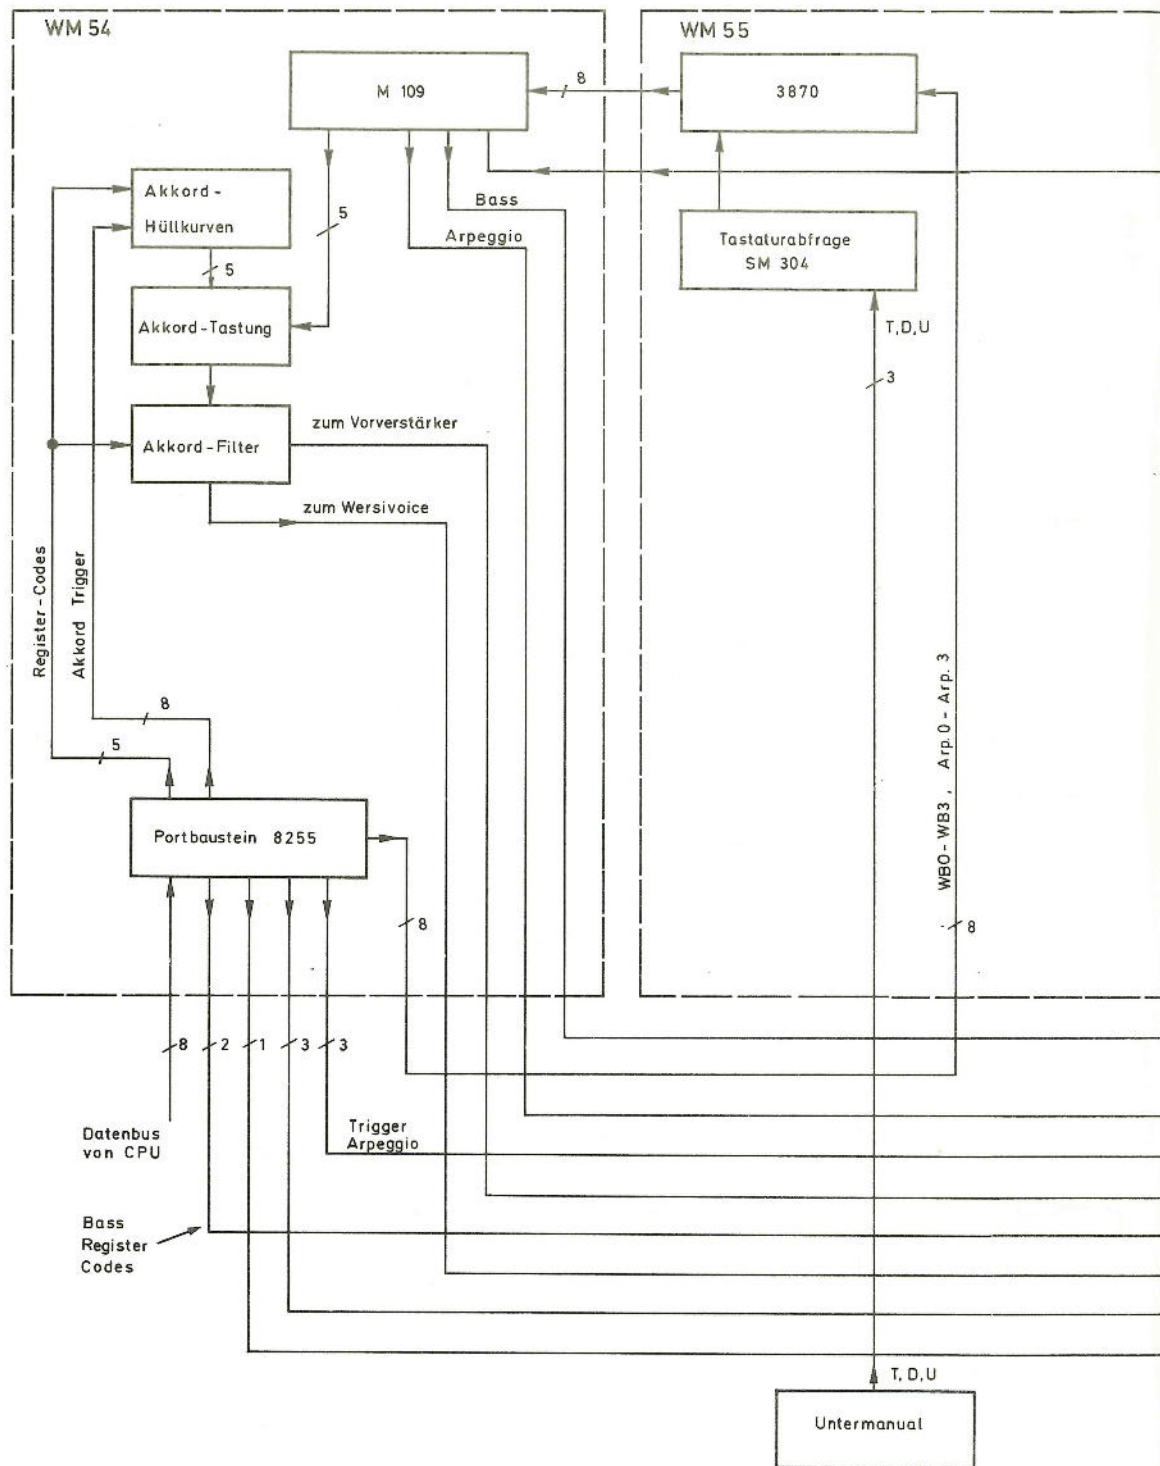 WM 54
WM 55
M 109
8
3870
Akkord-
Hüllkurven
5
Bass
Arpeggio
Tastaturabfrage
SM 304
5
Akkord-Tastung
T,D,U
3
Akkord-Filter
zum Vorverstärker
zum Wersivoice
Register-Codes
Akkord Trigger
WB0-WB3, Arp. 0-Arp. 3
8
5
Portbaustein 8255
8
8
8
2
1
3
3
Datenbus
von CPU
Trigger
Arpeggio
Bass
Register
Codes
T, D, U
Untermanual